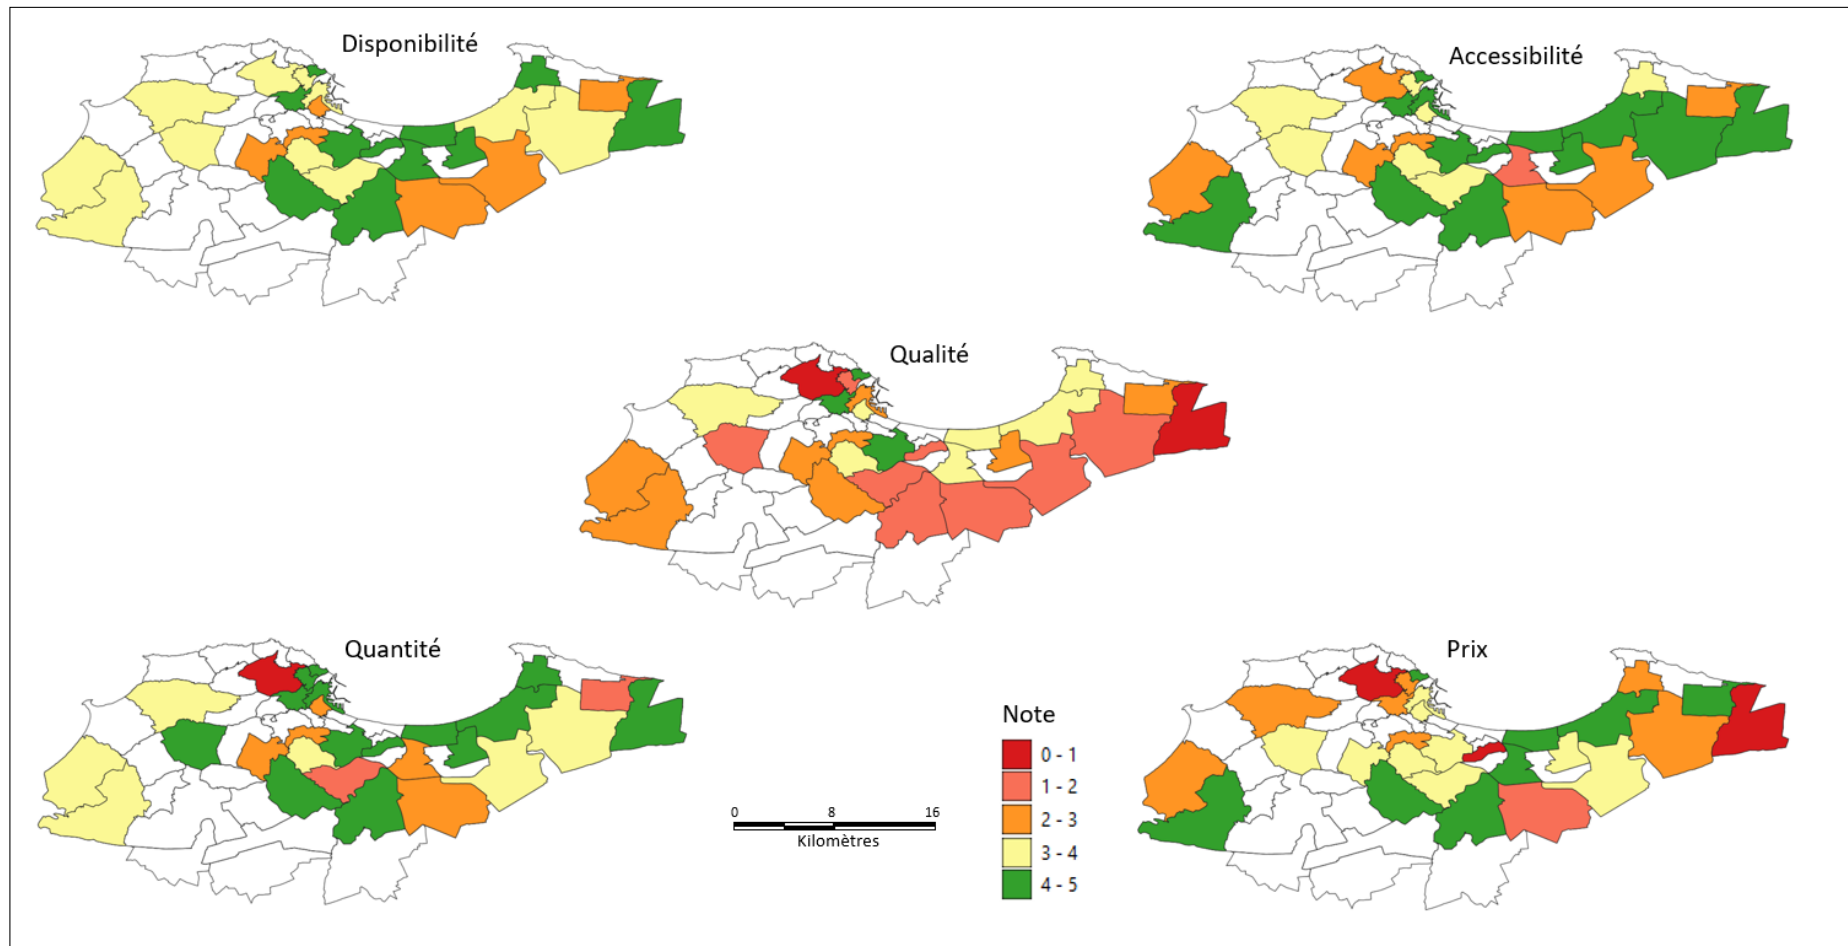 Disponibilité
Accessibilité
Qualité
Quantité
Prix
Note
0 - 1
1 - 2
2 - 3
3 - 4
4 - 5
0 8 16
Kilomètres